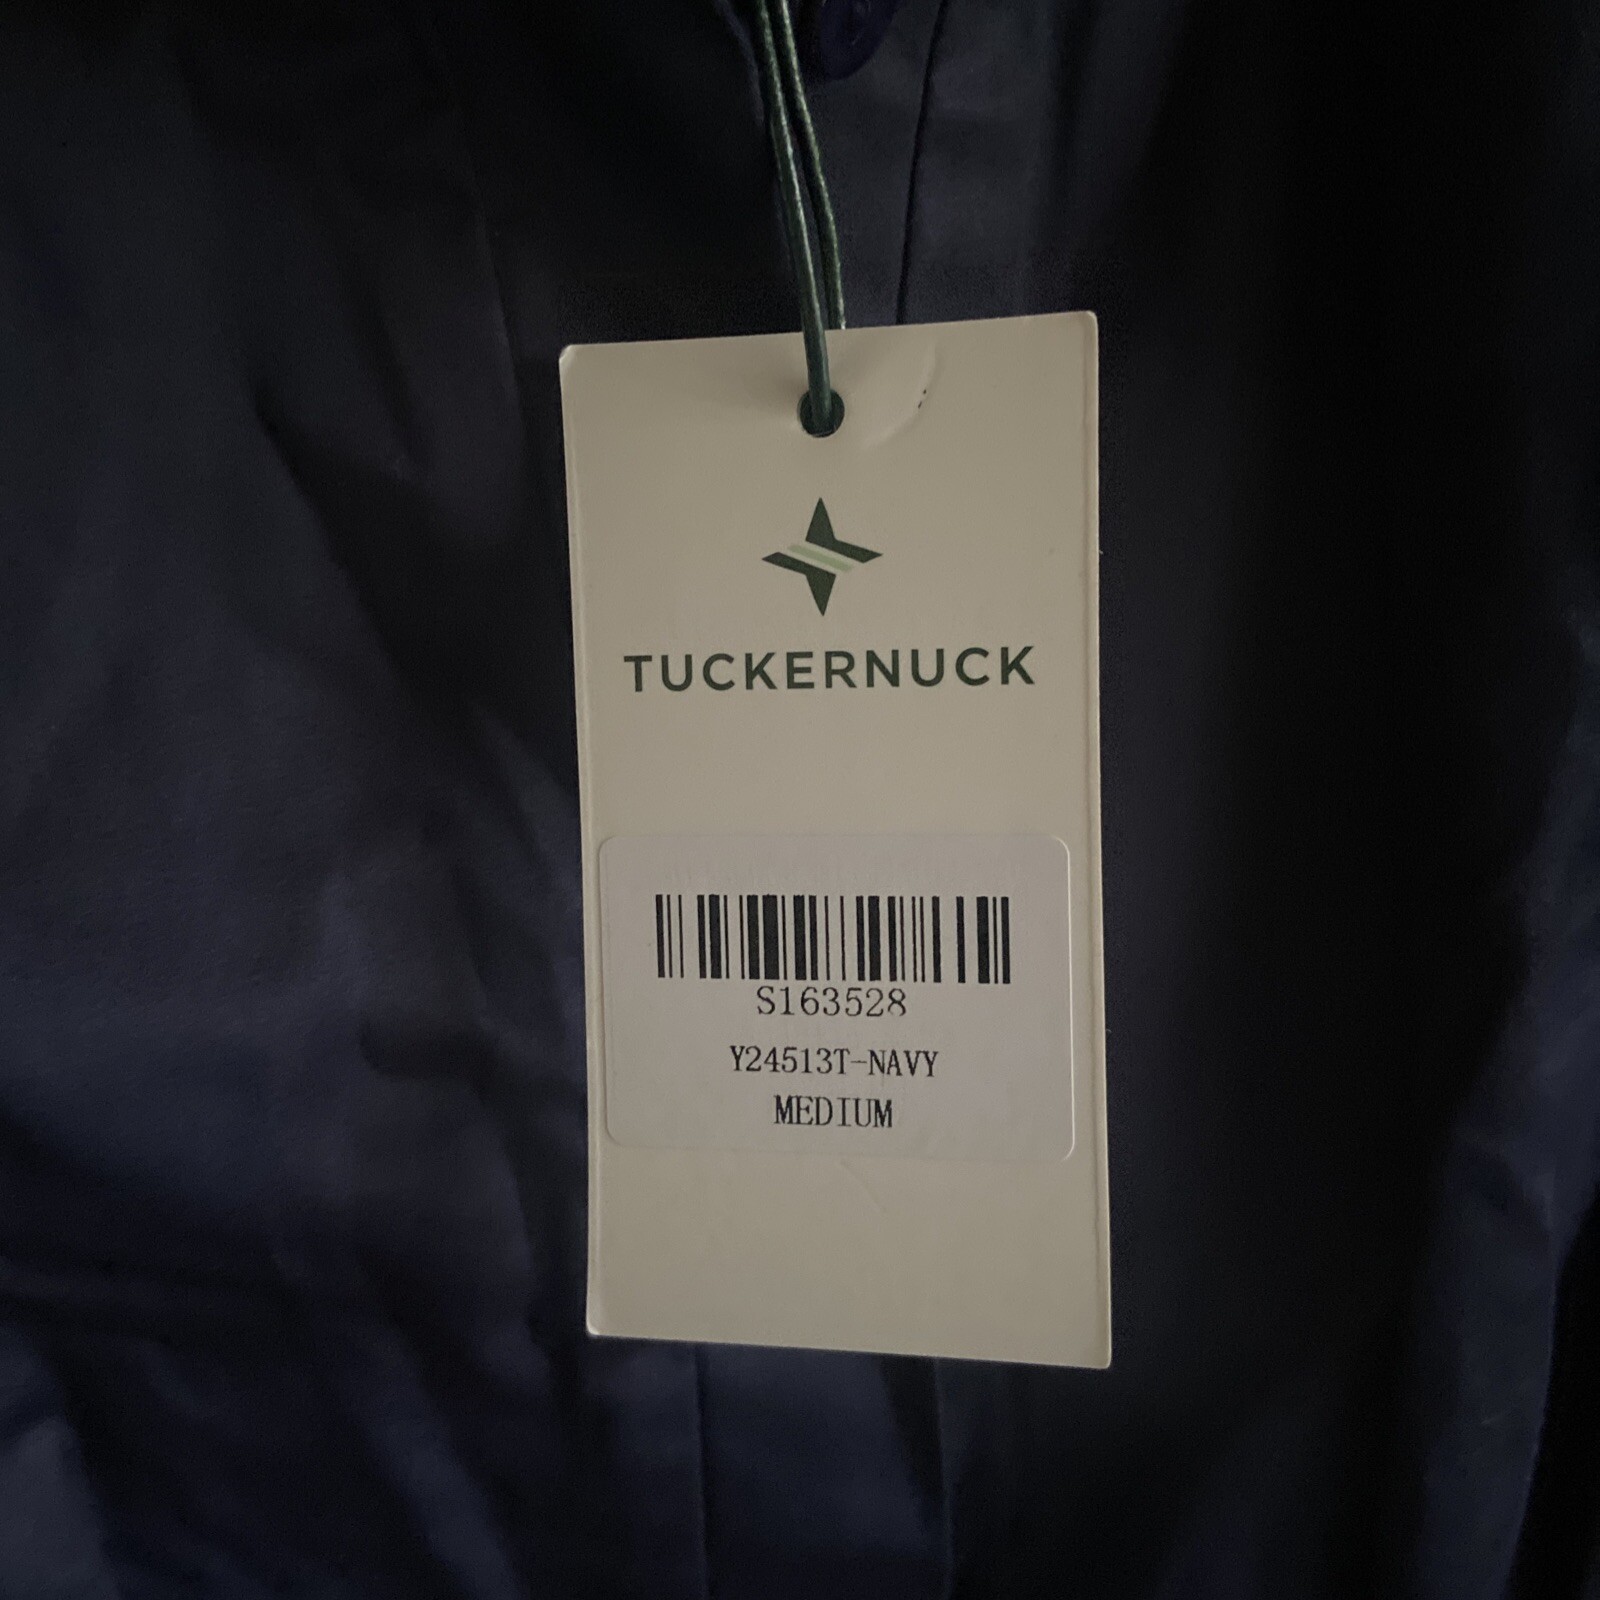 TUCKERNUCK
S163528
Y24513T-NAVY
MEDIUM